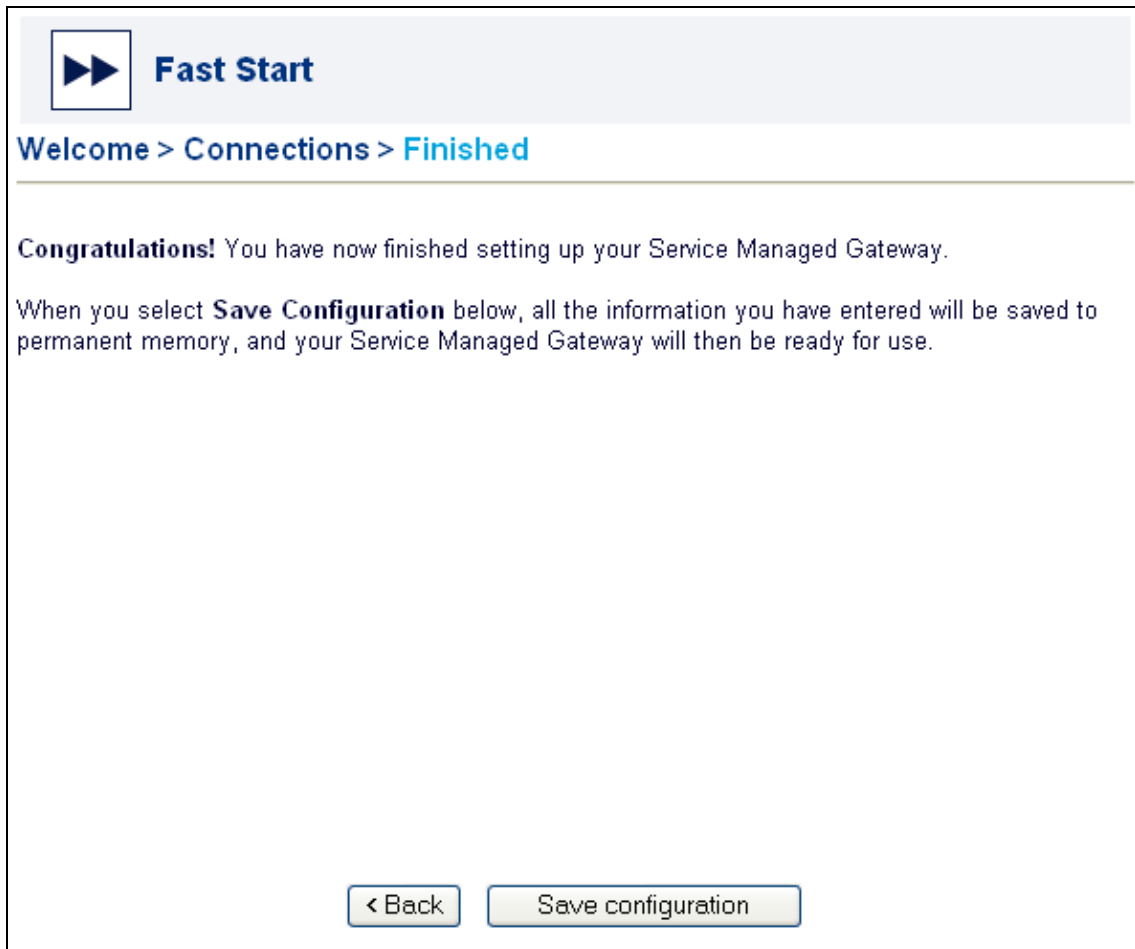 Fast Start
Welcome > Connections > Finished
Congratulations! You have now finished setting up your Service Managed Gateway.
When you select Save Configuration below, all the information you have entered will be saved to
permanent memory, and your Service Managed Gateway will then be ready for use.
< Back
Save configuration